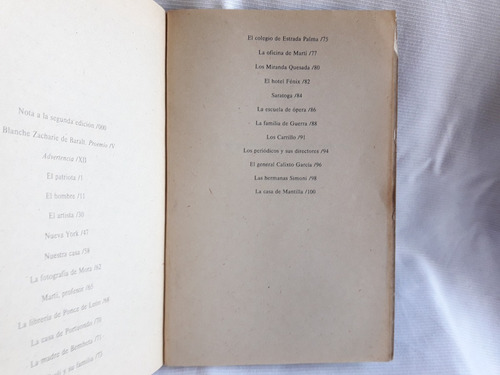 Nota a la segunda edición /000
Blanche Zacharie de Baralt. Proemio /V
Advertencia /XII
El patriota /1
El hombre /11
El artista /30
Nueva York /47
Nuestra casa /58
La fotografía de Mora /62
Martí, profesor /65
La librería de Ponce de León /68
La casa de Portuondo /70
La madre de Bombeta /72
y su familia /73
El colegio de Estrada Palma /75
La oficina de Martí /77
Los Miranda Quesada /80
El hotel Fénix /82
Saratoga /84
La escuela de ópera /86
La familia de Guerra /88
Los Carrillo /91
Los periódicos y sus directores /94
El general Calixto García /96
Las hermanas Simoni /98
La casa de Mantilla /100